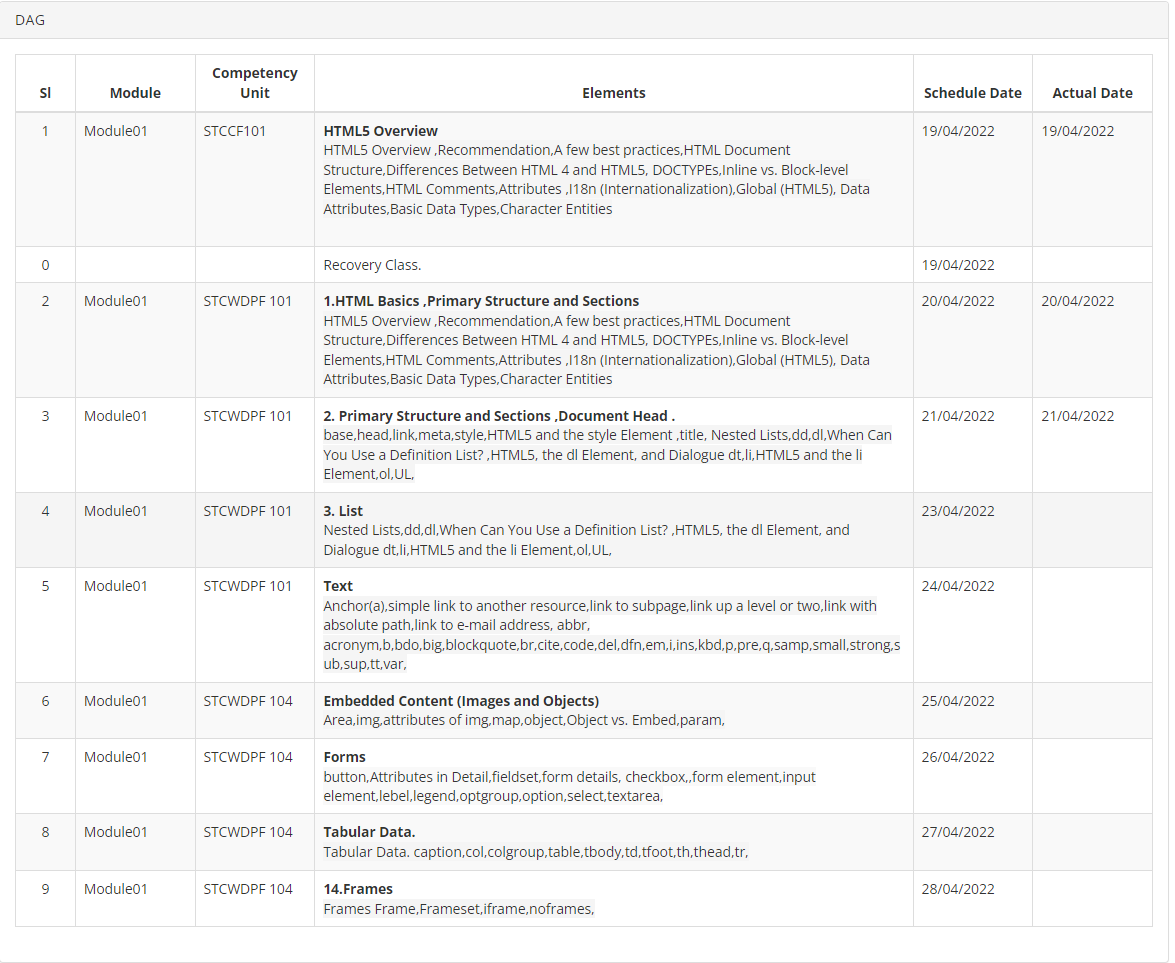 DAG
Sl Module Competency Unit Elements Schedule Date Actual Date
1 Module01 STCCF101 HTML5 Overview 19/04/2022 19/04/2022
HTML5 Overview ,Recommendation,A few best practices,HTML Document
Structure,Differences Between HTML 4 and HTML5, DOCTYPEs,Inline vs. Block-level
Elements,HTML Comments,Attributes ,I18n (Internationalization),Global (HTML5), Data
Attributes,Basic Data Types,Character Entities
0 Recovery Class. 19/04/2022
2 Module01 STCWDPF 101 1.HTML Basics ,Primary Structure and Sections 20/04/2022 20/04/2022
HTML5 Overview ,Recommendation,A few best practices,HTML Document
Structure,Differences Between HTML 4 and HTML5, DOCTYPEs,Inline vs. Block-level
Elements,HTML Comments,Attributes ,I18n (Internationalization),Global (HTML5), Data
Attributes,Basic Data Types,Character Entities
3 Module01 STCWDPF 101 2. Primary Structure and Sections ,Document Head . 21/04/2022 21/04/2022
base,head,link,meta,style,HTML5 and the style Element ,title, Nested Lists,dd,dl,When Can
You Use a Definition List? ,HTML5, the dl Element, and Dialogue dt,li,HTML5 and the li
Element,ol,UL,
4 Module01 STCWDPF 101 3. List 23/04/2022
Nested Lists,dd,dl,When Can You Use a Definition List? ,HTML5, the dl Element, and
Dialogue dt,li,HTML5 and the li Element,ol,UL,
5 Module01 STCWDPF 101 Text 24/04/2022
Anchor(a),simple link to another resource,link to subpage,link up a level or two,link with
absolute path,link to e-mail address, abbr,
acronym,b,bdo,big,blockquote,br,cite,code,del,dfn,em,i,ins,kbd,p,pre,q,samp,small,strong,s
ub,sup,tt,var,
6 Module01 STCWDPF 104 Embedded Content (Images and Objects) 25/04/2022
Area,img,attributes of img,map,object,Object vs. Embed,param,
7 Module01 STCWDPF 104 Forms 26/04/2022
button,Attributes in Detail,fieldset,form details, checkbox,,form element,input
element,lebel,legend,optgroup,option,select,textarea,
8 Module01 STCWDPF 104 Tabular Data. 27/04/2022
Tabular Data. caption,col,colgroup,table,tbody,td,tfoot,th,thead,tr,
9 Module01 STCWDPF 104 14.Frames 28/04/2022
Frames Frame,Frameset,iframe,noframes,